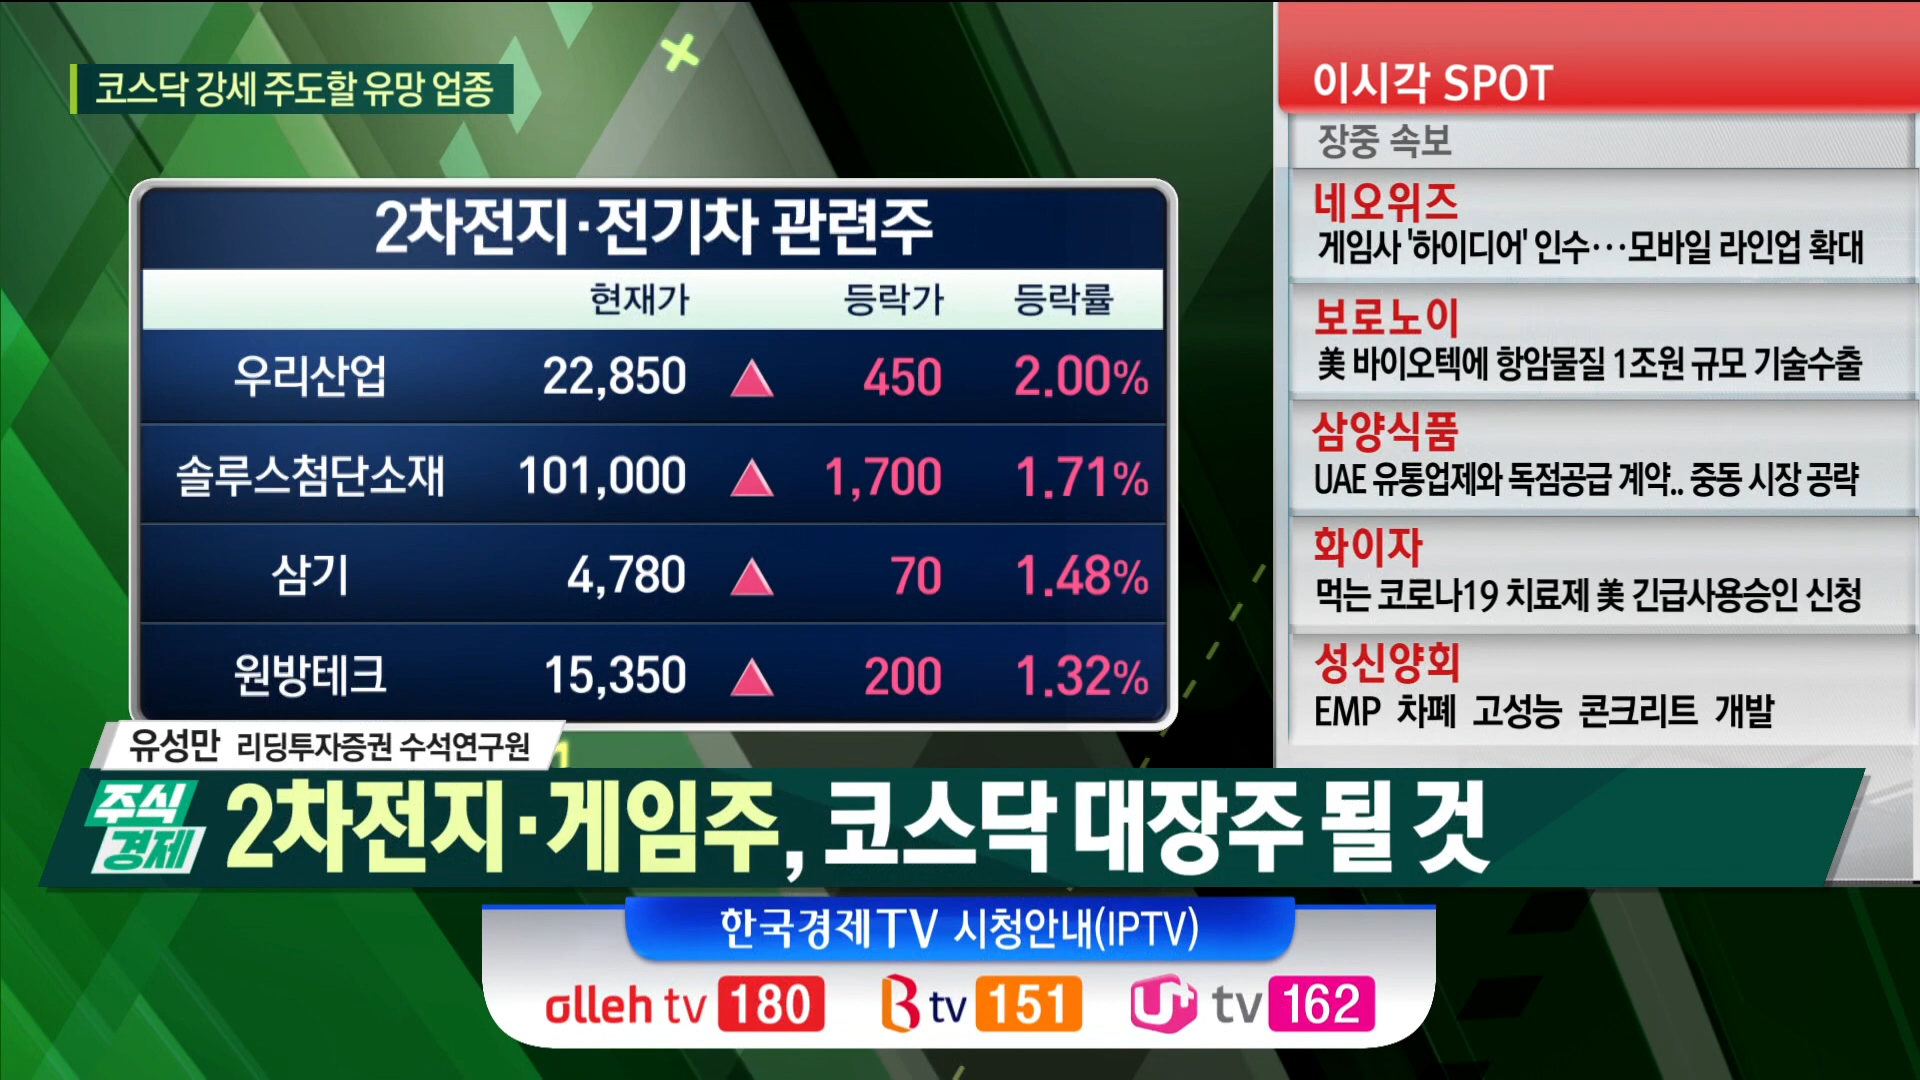 코스닥 강세 주도할 유망 업종
2차전지·전기차 관련주
현재가 등락가 등락률
우리산업 22,850 ▲ 450 2.00%
솔루스첨단소재 101,000 ▲ 1,700 1.71%
삼기 4,780 ▲ 70 1.48%
원방테크 15,350 ▲ 200 1.32%
이시각 SPOT
장중 속보
네오위즈
게임사 '하이디어' 인수…모바일 라인업 확대
보로노이
美 바이오텍에 항암물질 1조원 규모 기술수출
삼양식품
UAE 유통업제와 독점공급 계약.. 중동 시장 공략
화이자
먹는 코로나19 치료제 美 긴급사용승인 신청
성신양회
EMP 차폐 고성능 콘크리트 개발
유성만 리딩투자증권 수석연구원
주식
경제
2차전지·게임주, 코스닥 대장주 될 것
한국경제TV 시청안내(IPTV)
olleh tv 180 B tv 151 U+ tv 162